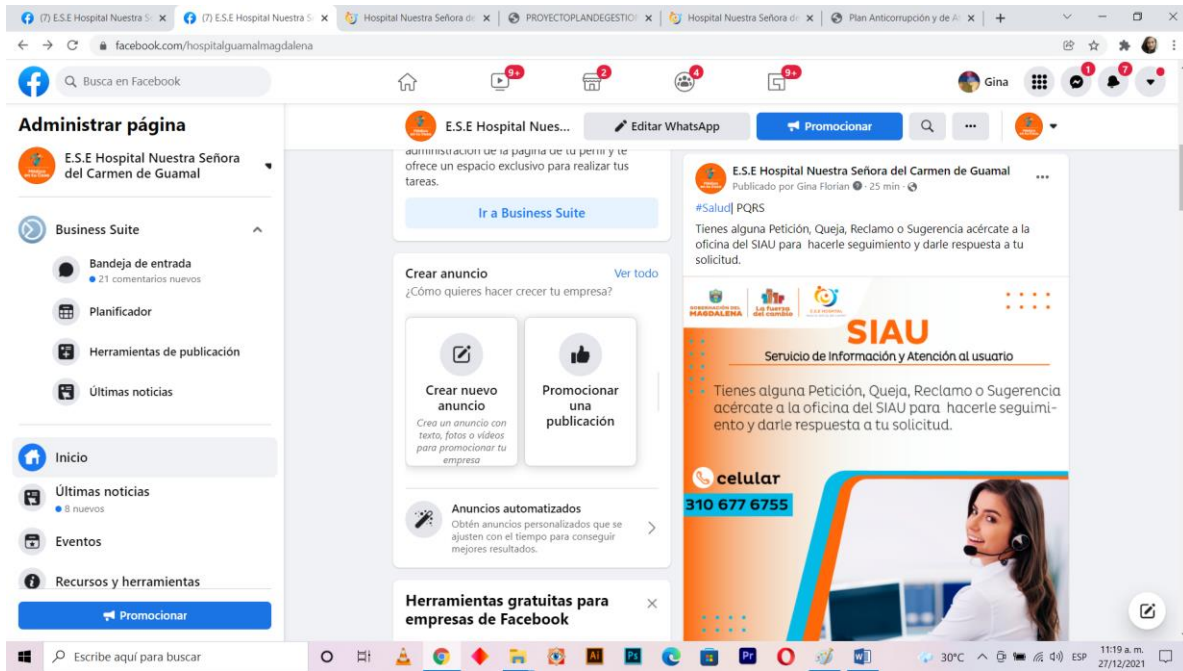 (7) E.S.E Hospital Nuestra S
(7) E.S.E Hospital Nuestra S
Hospital Nuestra Señora de
PROYECTOPLANDEGESTION
Hospital Nuestra Señora de
Plan Anticorrupción y de A
facebook.com/hospitalguamalmagdalena
Busca en Facebook
9+
2
4
9+
Gina
1
7
Administrar página
E.S.E Hospital Nuestra Señora
del Carmen de Guamal
Business Suite
Bandeja de entrada
21 comentarios nuevos
Planificador
Herramientas de publicación
Últimas noticias
Inicio
Últimas noticias
8 nuevos
Eventos
Recursos y herramientas
Promocionar
E.S.E Hospital Nues...
Editar WhatsApp
Promocionar
administración de la página de tu perfil y te
ofrece un espacio exclusivo para realizar tus
tareas.
Ir a Business Suite
Crear anuncio
Ver todo
¿Cómo quieres hacer crecer tu empresa?
Crear nuevo
anuncio
Crea un anuncio con
texto, fotos o videos
para promocionar tu
empresa
Promocionar
una
publicación
Anuncios automatizados
Obtén anuncios personalizados que se
ajusten con el tiempo para conseguir
mejores resultados.
Herramientas gratuitas para
empresas de Facebook
E.S.E Hospital Nuestra Señora del Carmen de Guamal
Publicado por Gina Florian · 25 min ·
#Salud| PQRS
Tienes alguna Petición, Queja, Reclamo o Sugerencia acércate a la
oficina del SIAU para hacerle seguimiento y darle respuesta a tu
solicitud.
GOBERNACIÓN DEL
MAGDALENA
La fuerza
del cambio
E.S.E HOSPITAL
SIAU
Servicio de Información y Atención al usuario
Tienes alguna Petición, Queja, Reclamo o Sugerencia
acércate a la oficina del SIAU para hacerle seguimi-
ento y darle respuesta a tu solicitud.
celular
310 677 6755
Escribe aquí para buscar
30°C
ESP
11:19 a. m.
27/12/2021